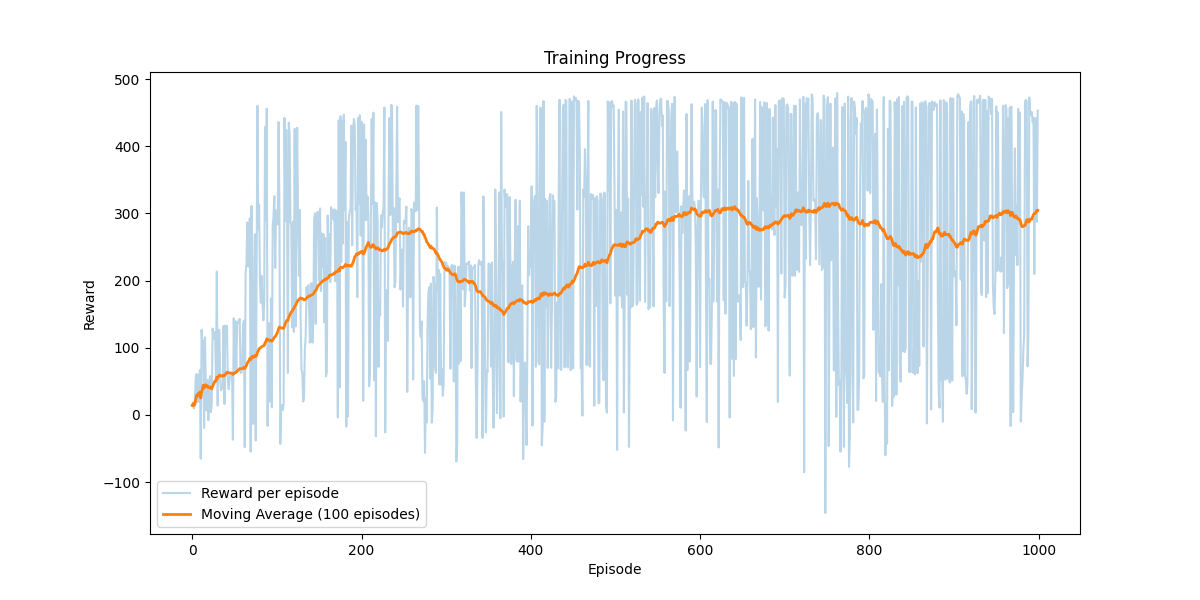 Training Progress
500
400
300
200
100
0
−100
Reward
Reward per episode
Moving Average (100 episodes)
0
200
400
600
800
1000
Episode